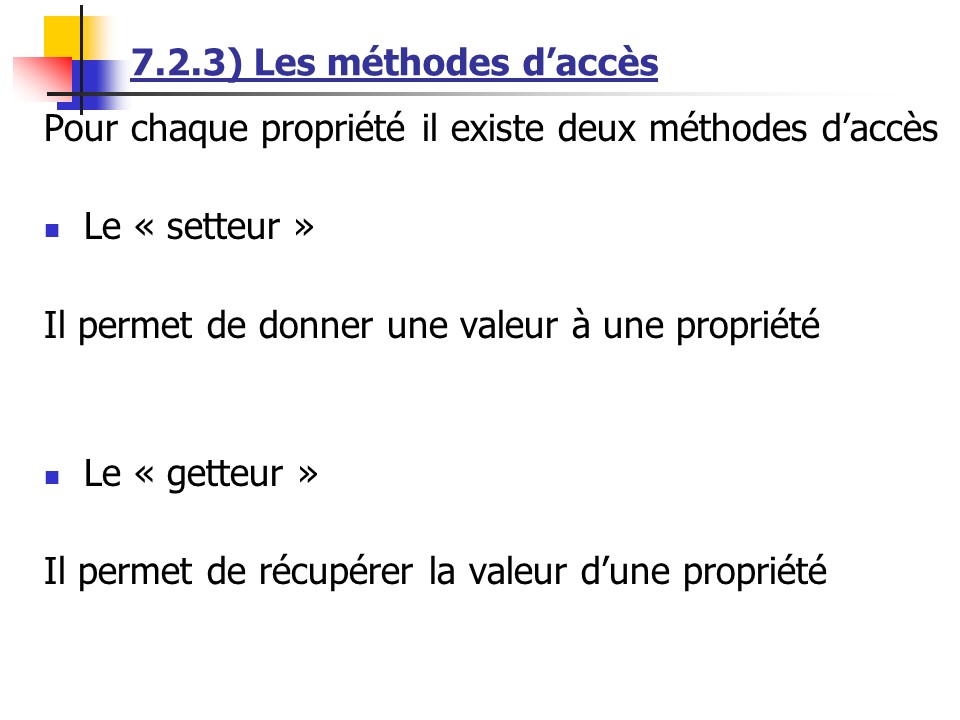 7.2.3) Les méthodes d’accès
Pour chaque propriété il existe deux méthodes d’accès
Le « setteur »
Il permet de donner une valeur à une propriété
Le « getteur »
Il permet de récupérer la valeur d’une propriété